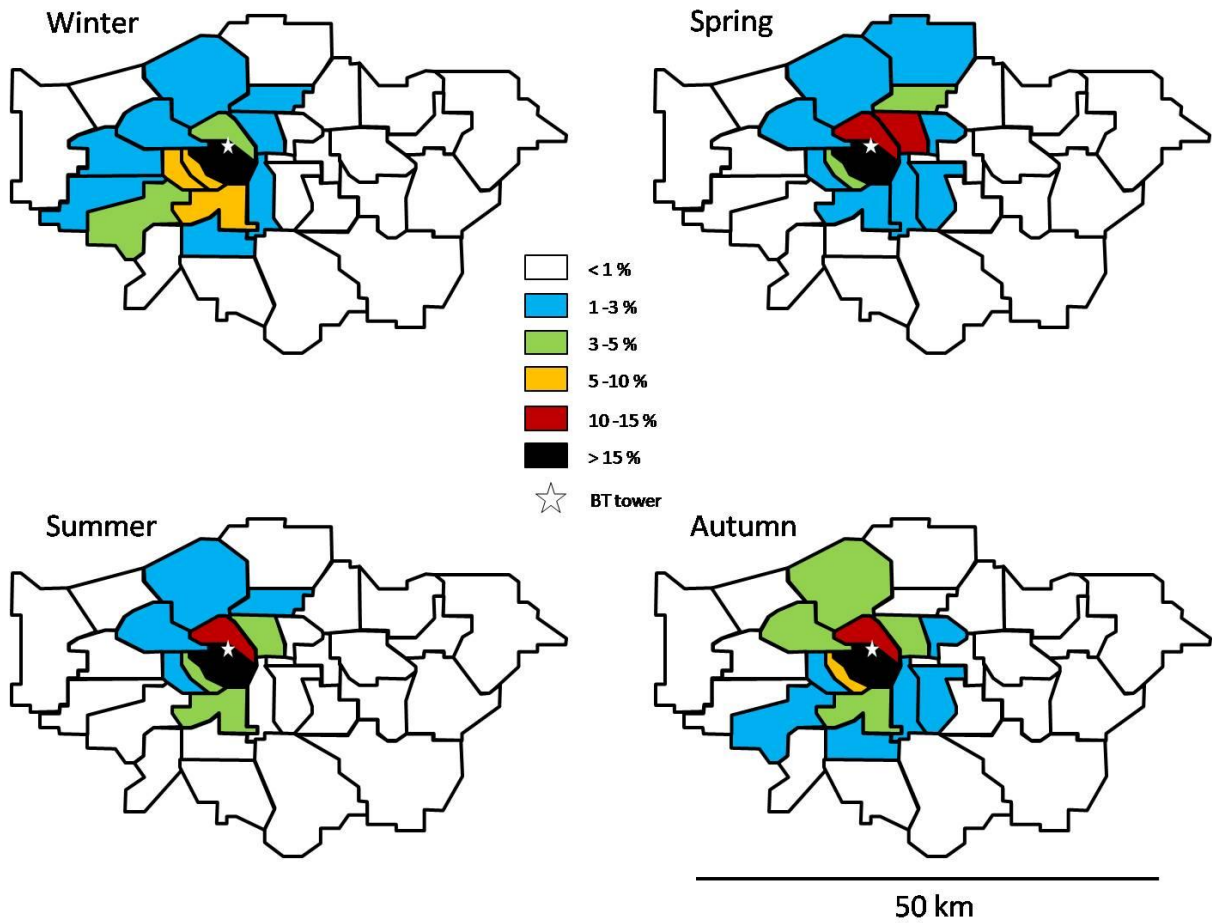 Winter
Spring
< 1 %
1 -3 %
3 -5 %
5 -10 %
10 -15 %
> 15 %
BT tower
Summer
Autumn
50 km